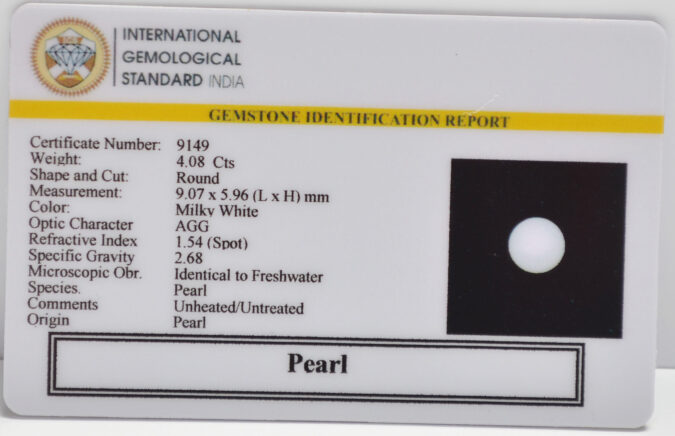 INTERNATIONAL
GEMOLOGICAL
STANDARD INDIA
GEMSTONE IDENTIFICATION REPORT
Certificate Number: 9149
Weight: 4.08 Cts
Shape and Cut: Round
Measurement: 9.07 x 5.96 (L x H) mm
Color: Milky White
Optic Character AGG
Refractive Index 1.54 (Spot)
Specific Gravity 2.68
Microscopic Obr. Identical to Freshwater
Species. Pearl
Comments Unheated/Untreated
Origin Pearl
Pearl